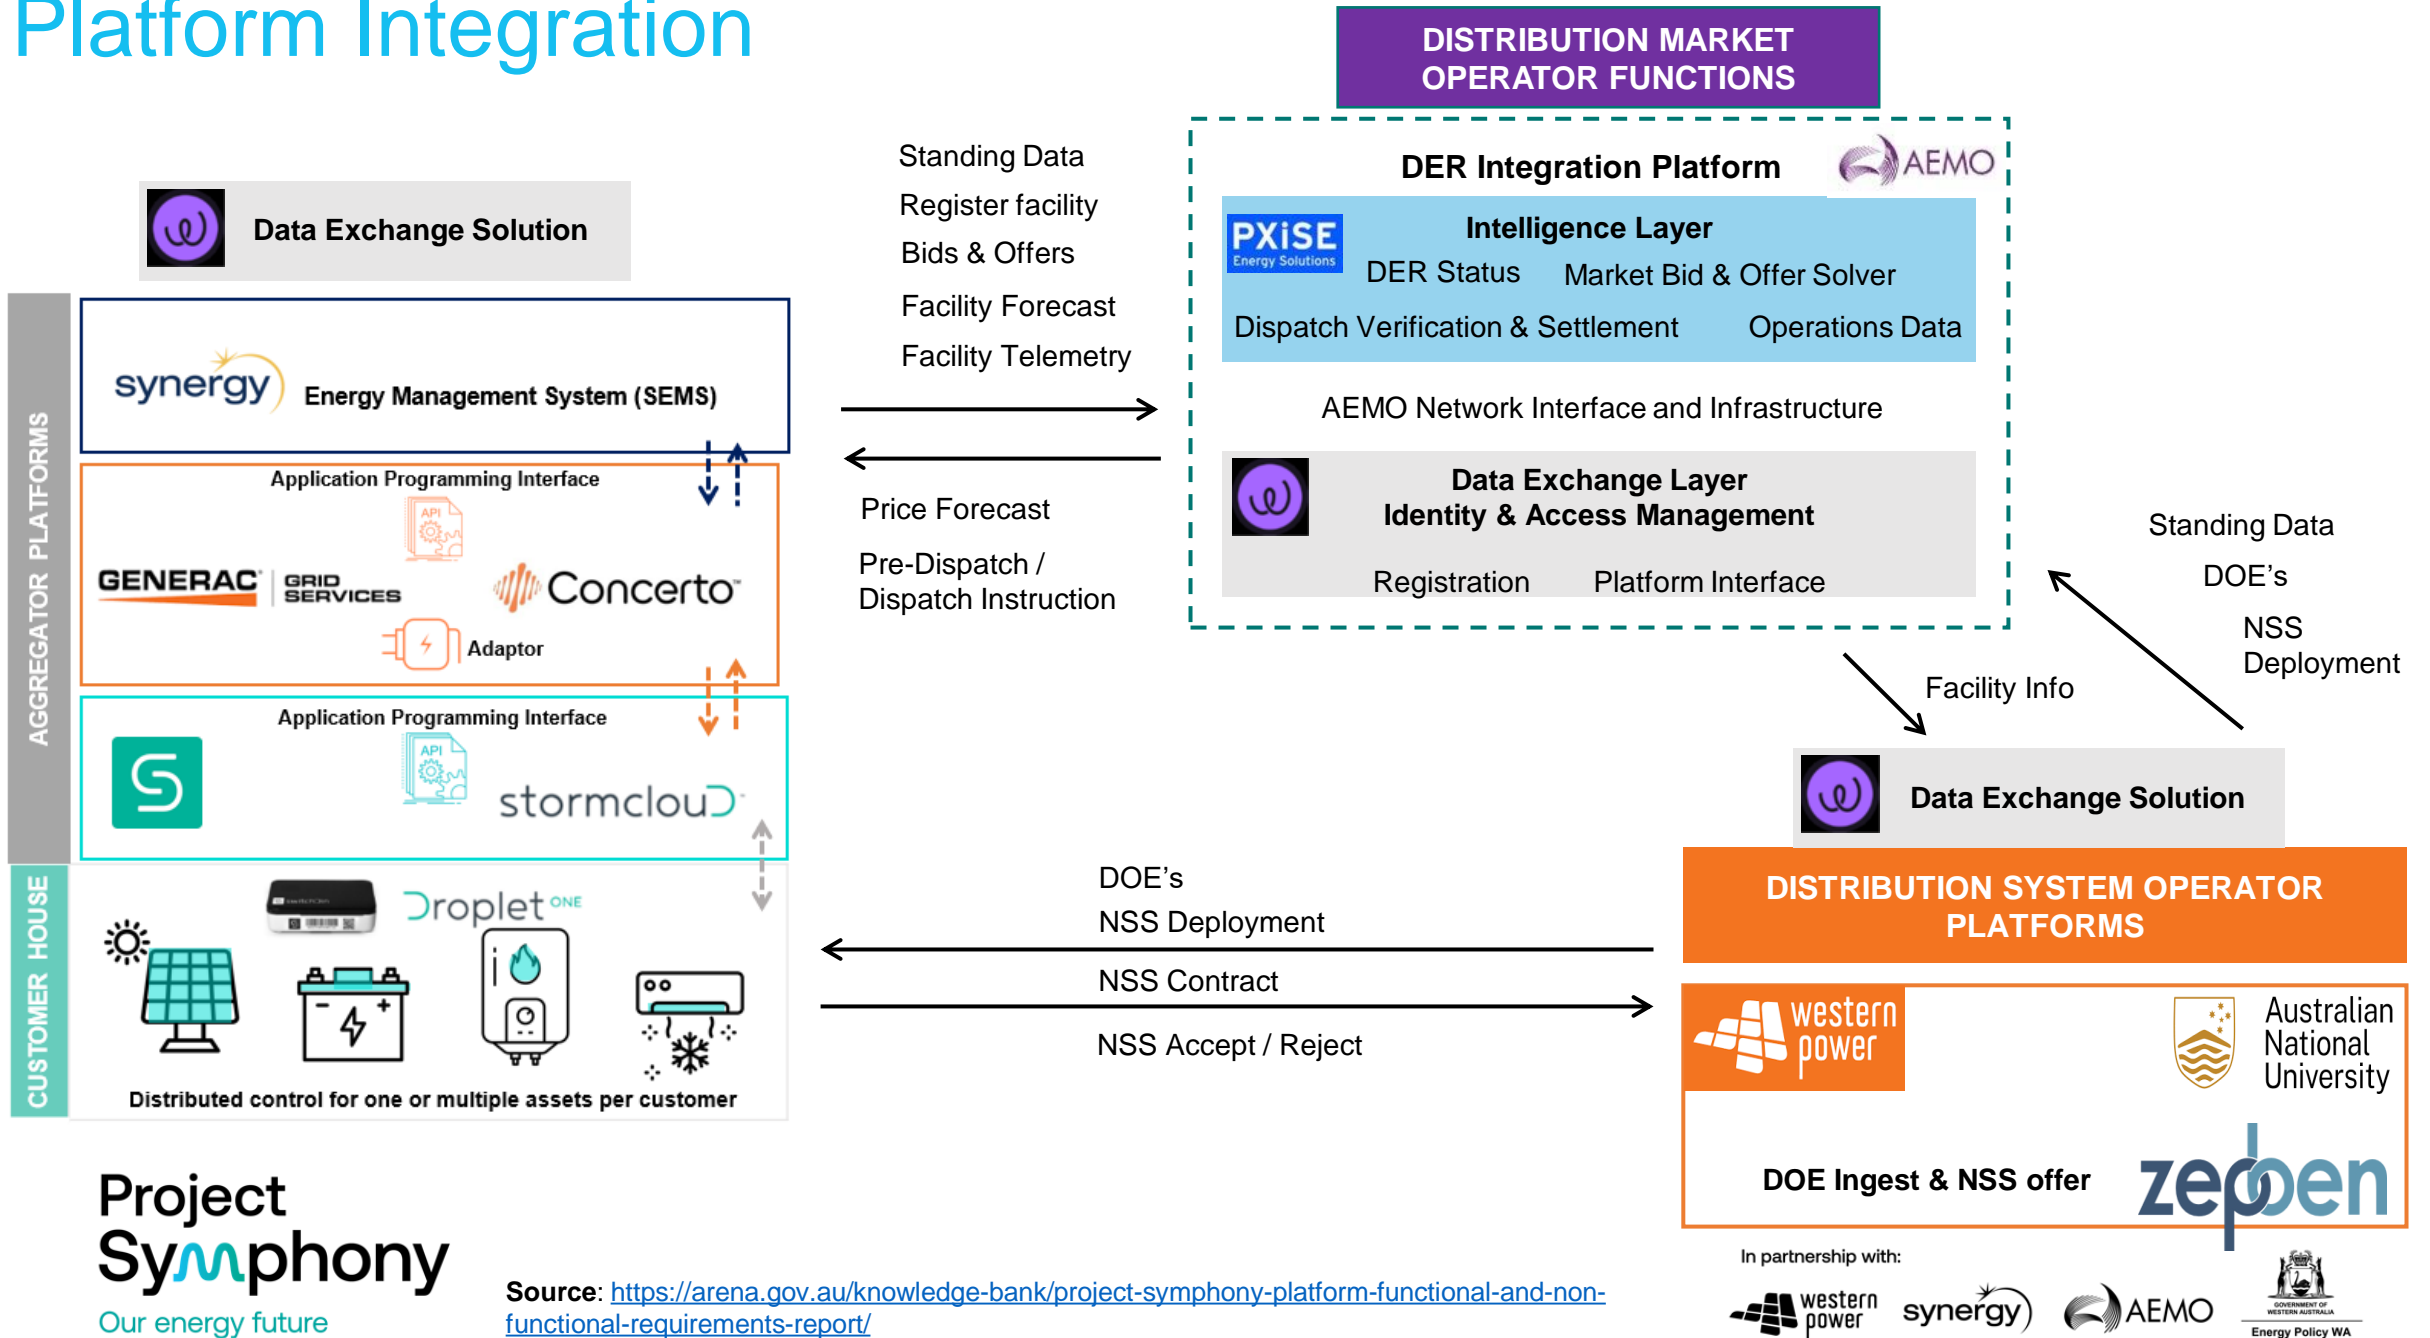 Platform Integration
DISTRIBUTION MARKET
OPERATOR FUNCTIONS
Data Exchange Solution
Standing Data
Register facility
Bids & Offers
Facility Forecast
Facility Telemetry
DER Integration Platform
AEMO
PXiSE
Energy Solutions
Intelligence Layer
DER Status
Market Bid & Offer Solver
Dispatch Verification & Settlement
Operations Data
AEMO Network Interface and Infrastructure
Data Exchange Layer
Identity & Access Management
Registration
Platform Interface
AGGREGATOR PLATFORMS
synergy
Energy Management System (SEMS)
Application Programming Interface
API
GENERAC
GRID
SERVICES
Concerto™
Adaptor
Application Programming Interface
API
S
stormcloud
Price Forecast
Pre-Dispatch /
Dispatch Instruction
Standing Data
DOE's
NSS
Deployment
Facility Info
Data Exchange Solution
DISTRIBUTION SYSTEM OPERATOR
PLATFORMS
CUSTOMER HOUSE
Droplet ONE
Distributed control for one or multiple assets per customer
DOE's
NSS Deployment
NSS Contract
NSS Accept / Reject
western
power
Australian
National
University
DOE Ingest & NSS offer
zepben
Project
Symphony
Our energy future
Source: https://arena.gov.au/knowledge-bank/project-symphony-platform-functional-and-non-
functional-requirements-report/
In partnership with:
western
power
synergy
AEMO
GOVERNMENT OF
WESTERN AUSTRALIA
Energy Policy WA